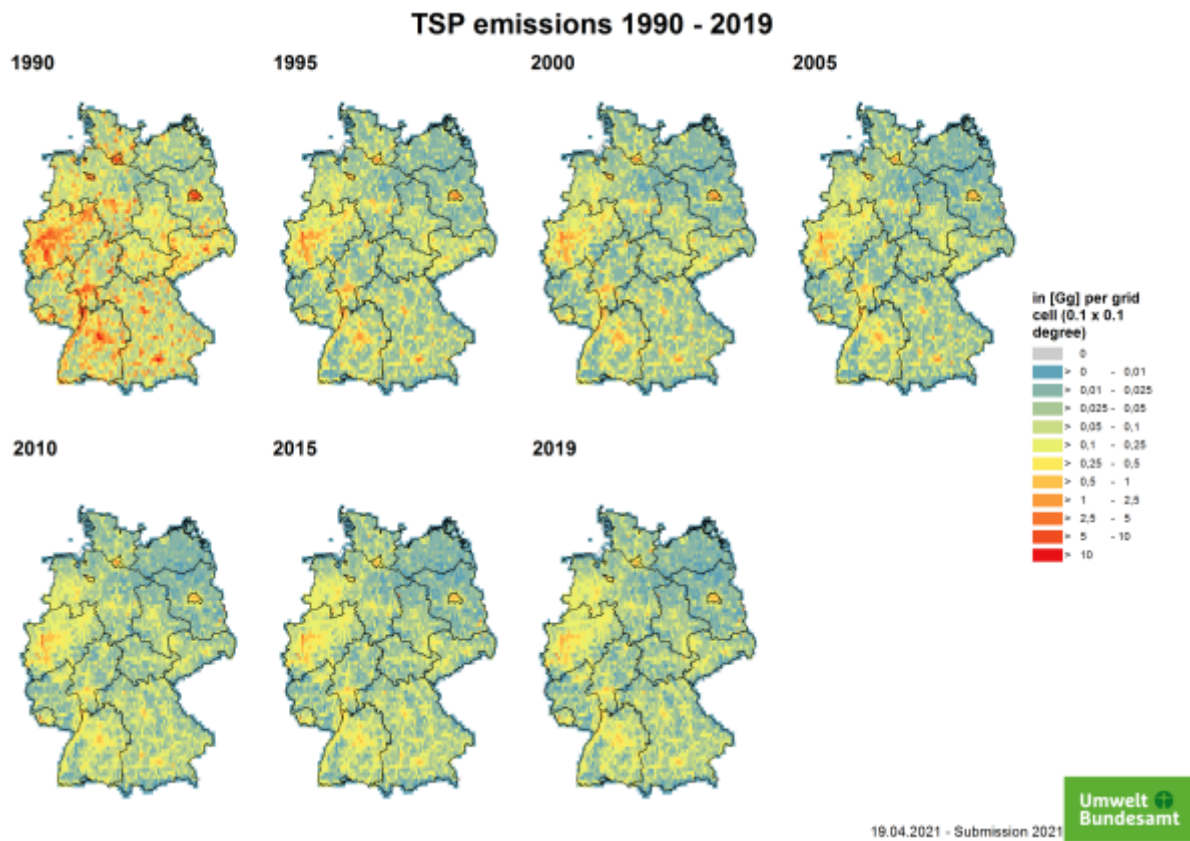 TSP emissions 1990 - 2019
1990
1995
2000
2005
in [Gg] per grid
cell (0.1 x 0.1
degree)
0
> 0 - 0,01
> 0,01 - 0,025
> 0,025 - 0,05
> 0,05 - 0,1
> 0,1 - 0,25
> 0,25 - 0,5
> 0,5 - 1
> 1 - 2,5
> 2,5 - 5
> 5 - 10
> 10
2010
2015
2019
Umwelt
Bundesamt
19.04.2021 - Submission 2021